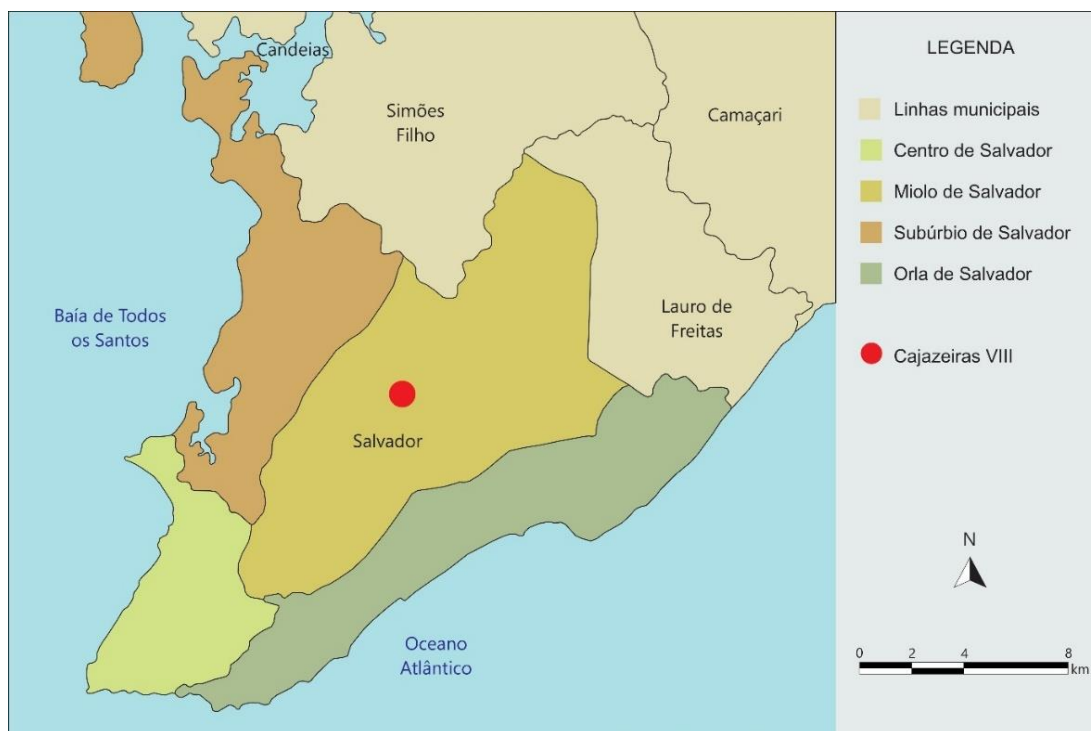 Candeias
Simões
Filho
Camaçari
Baía de Todos
os Santos
Lauro de
Freitas
Salvador
Oceano
Atlântico
LEGENDA
Linhas municipais
Centro de Salvador
Miolo de Salvador
Subúrbio de Salvador
Orla de Salvador
Cajazeiras VIII
N
0 2 4 8
km